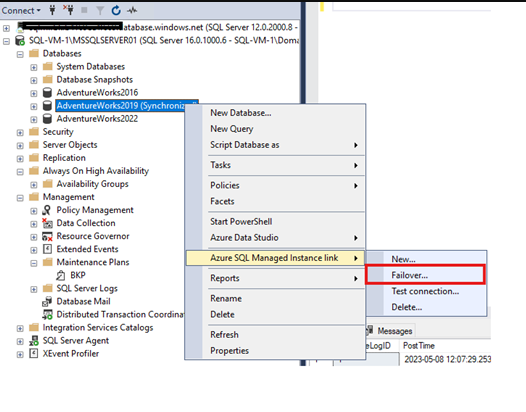 Connect
database.windows.net (SQL Server 12.0.2000.8 -
SQL-VM-1\MSSQLSERVER01 (SQL Server 16.0.1000.6 - SQL-VM-1\Doma
Databases
System Databases
Database Snapshots
AdventureWorks2016
AdventureWorks2019 (Synchroniz
AdventureWorks2022
Security
Server Objects
Replication
Always On High Availability
Availability Groups
Management
Policy Management
Data Collection
Resource Governor
Extended Events
Maintenance Plans
BKP
SQL Server Logs
Database Mail
Distributed Transaction Coordina
Integration Services Catalogs
SQL Server Agent
XEvent Profiler
New Database...
New Query
Script Database as
Tasks
Policies
Facets
Start PowerShell
Azure Data Studio
Azure SQL Managed Instance link
Reports
Rename
Delete
Refresh
Properties
New...
Failover...
Test connection...
Delete...
Messages
eLogID PostTime
2023-05-08 12:07:29.253